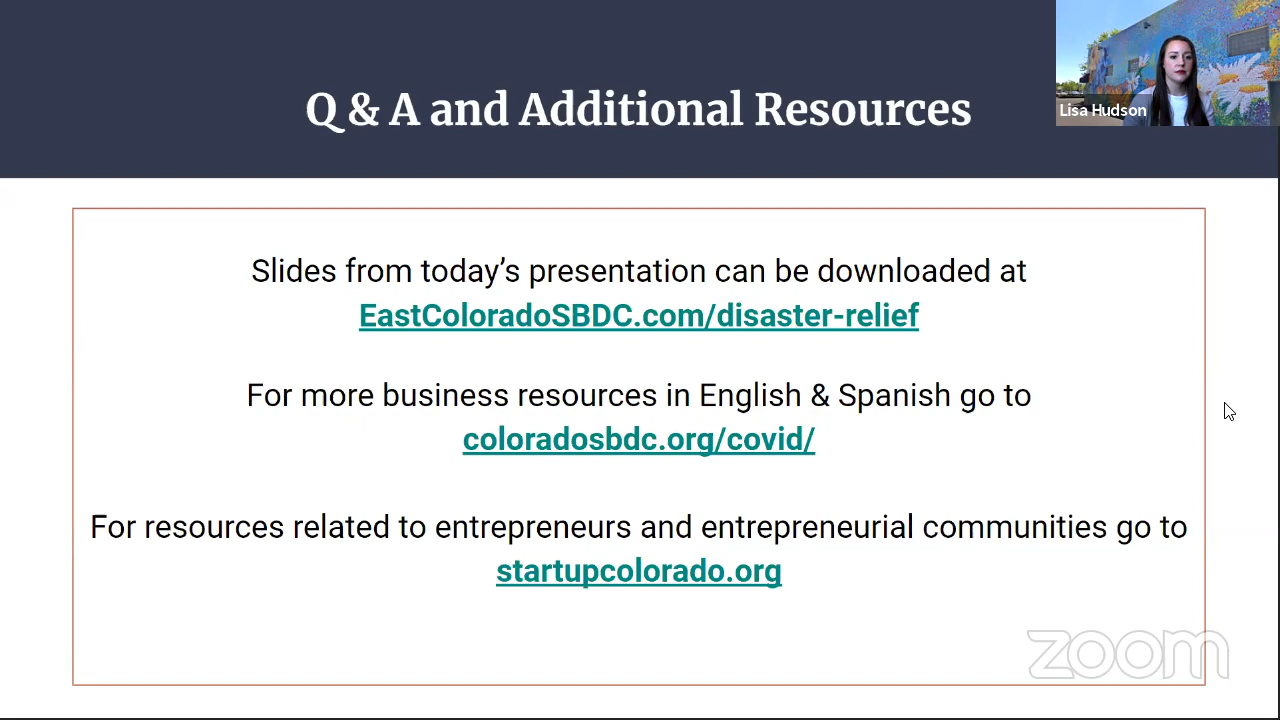 Q & A and Additional Resources
Lisa Hudson
Slides from today’s presentation can be downloaded at
EastColoradoSBDC.com/disaster-relief
For more business resources in English & Spanish go to
coloradosbdc.org/covid/
For resources related to entrepreneurs and entrepreneurial communities go to
startupcolorado.org
zoom